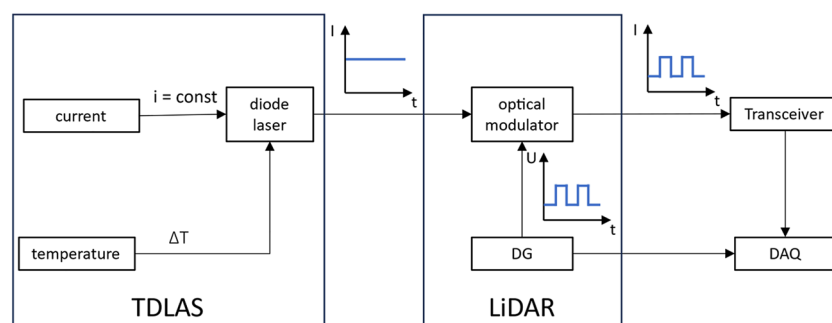 I
t
I
t
current
i = const
diode
laser
optical
modulator
Transceiver
U
t
temperature
ΔT
DG
DAQ
TDLAS
LiDAR